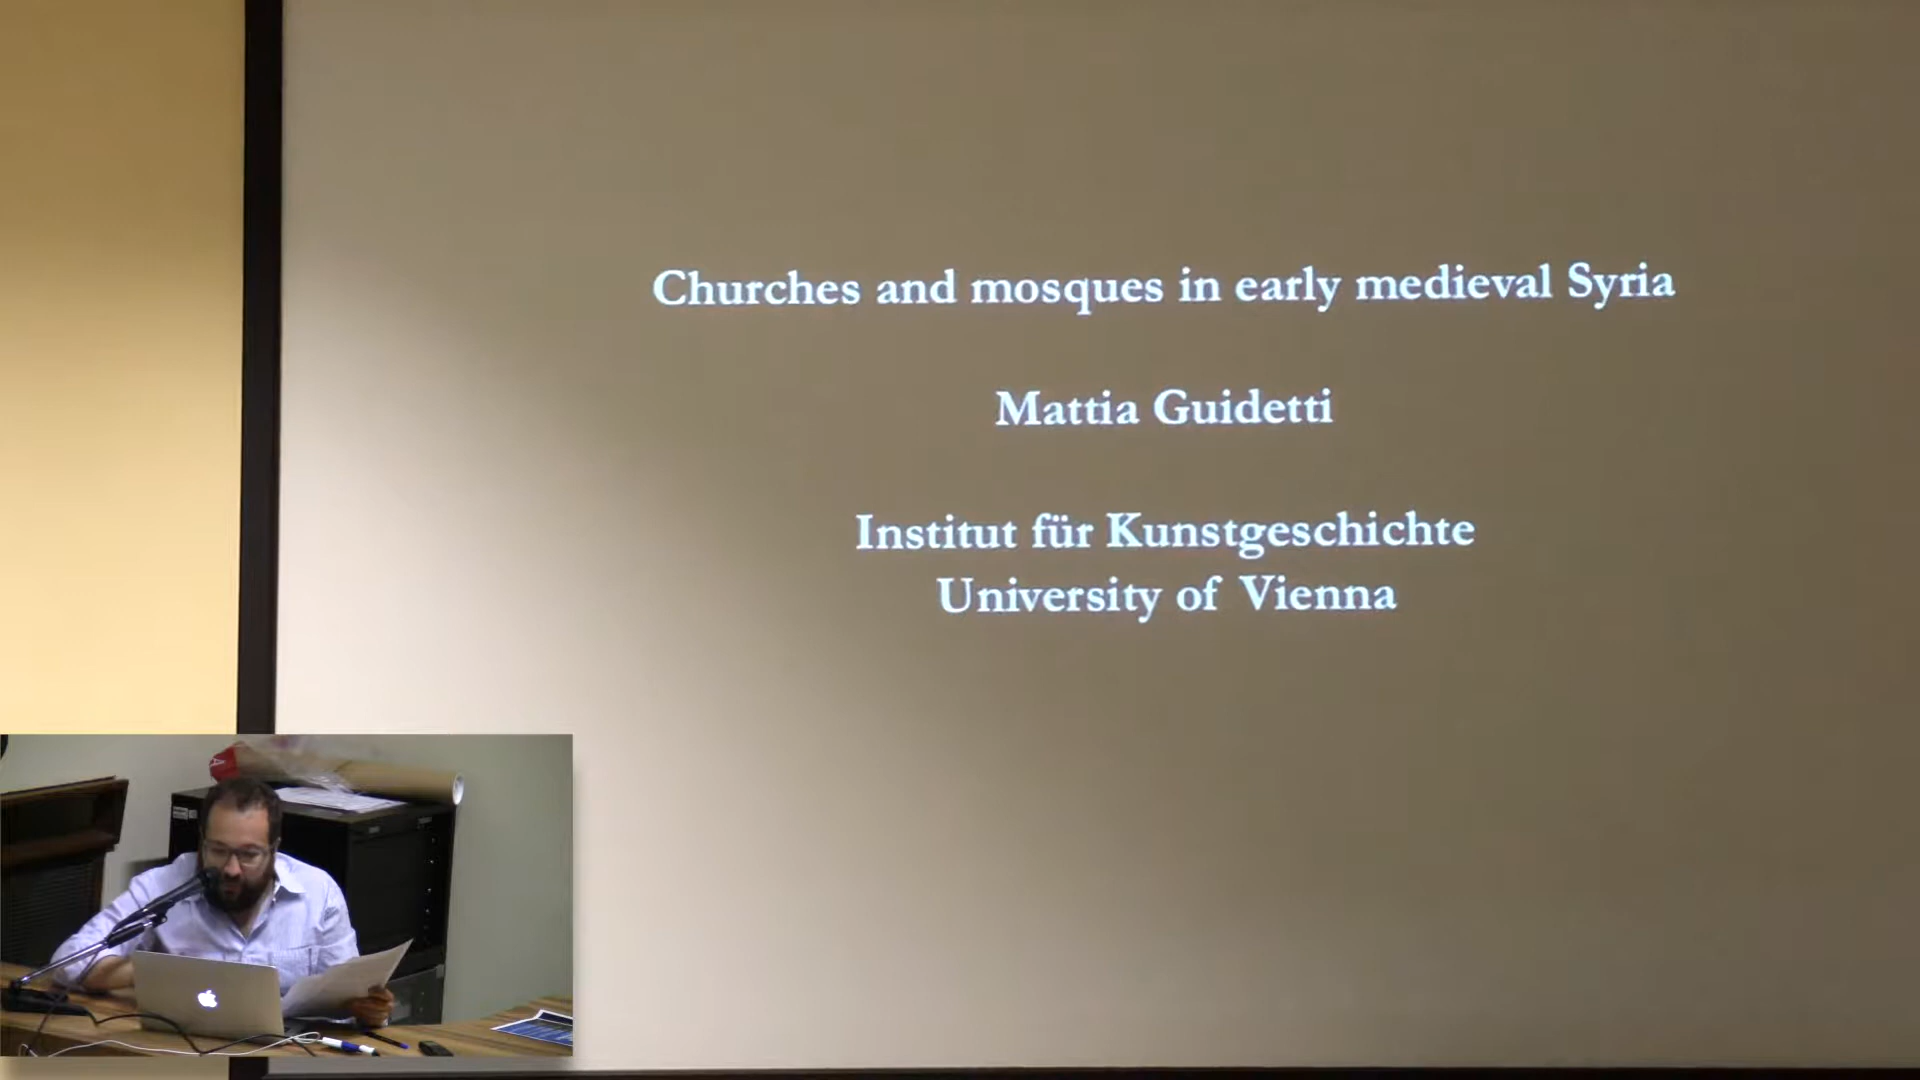 Churches and mosques in early medieval Syria
Mattia Guidetti
Institut für Kunstgeschichte
University of Vienna